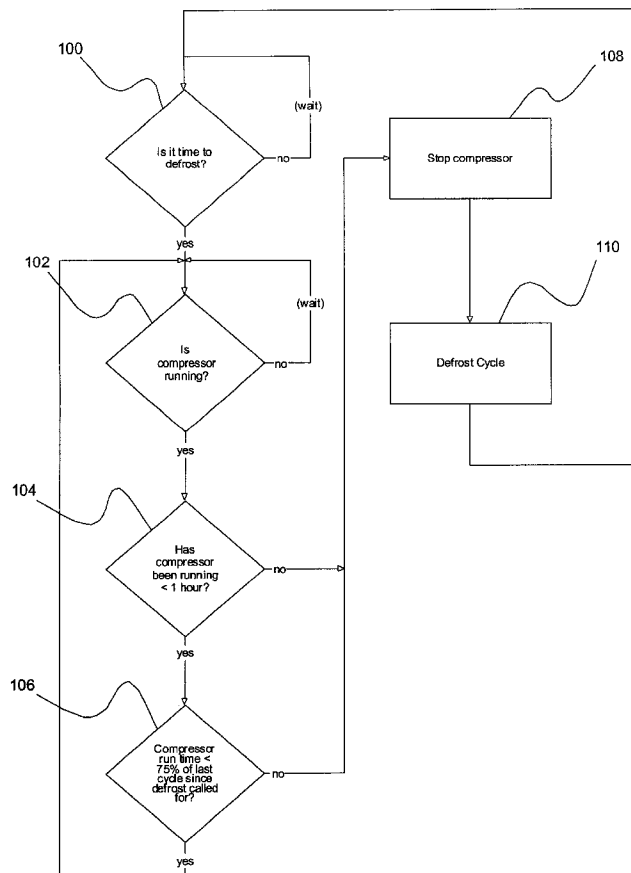 100
Is it time to
defrost?
(wait)
no
yes
102
Is
compressor
running?
(wait)
no
yes
104
Has
compressor
been running
< 1 hour?
no
yes
106
Compressor
run time <
75% of last
cycle since
defrost called
for?
no
yes
108
Stop compressor
110
Defrost Cycle